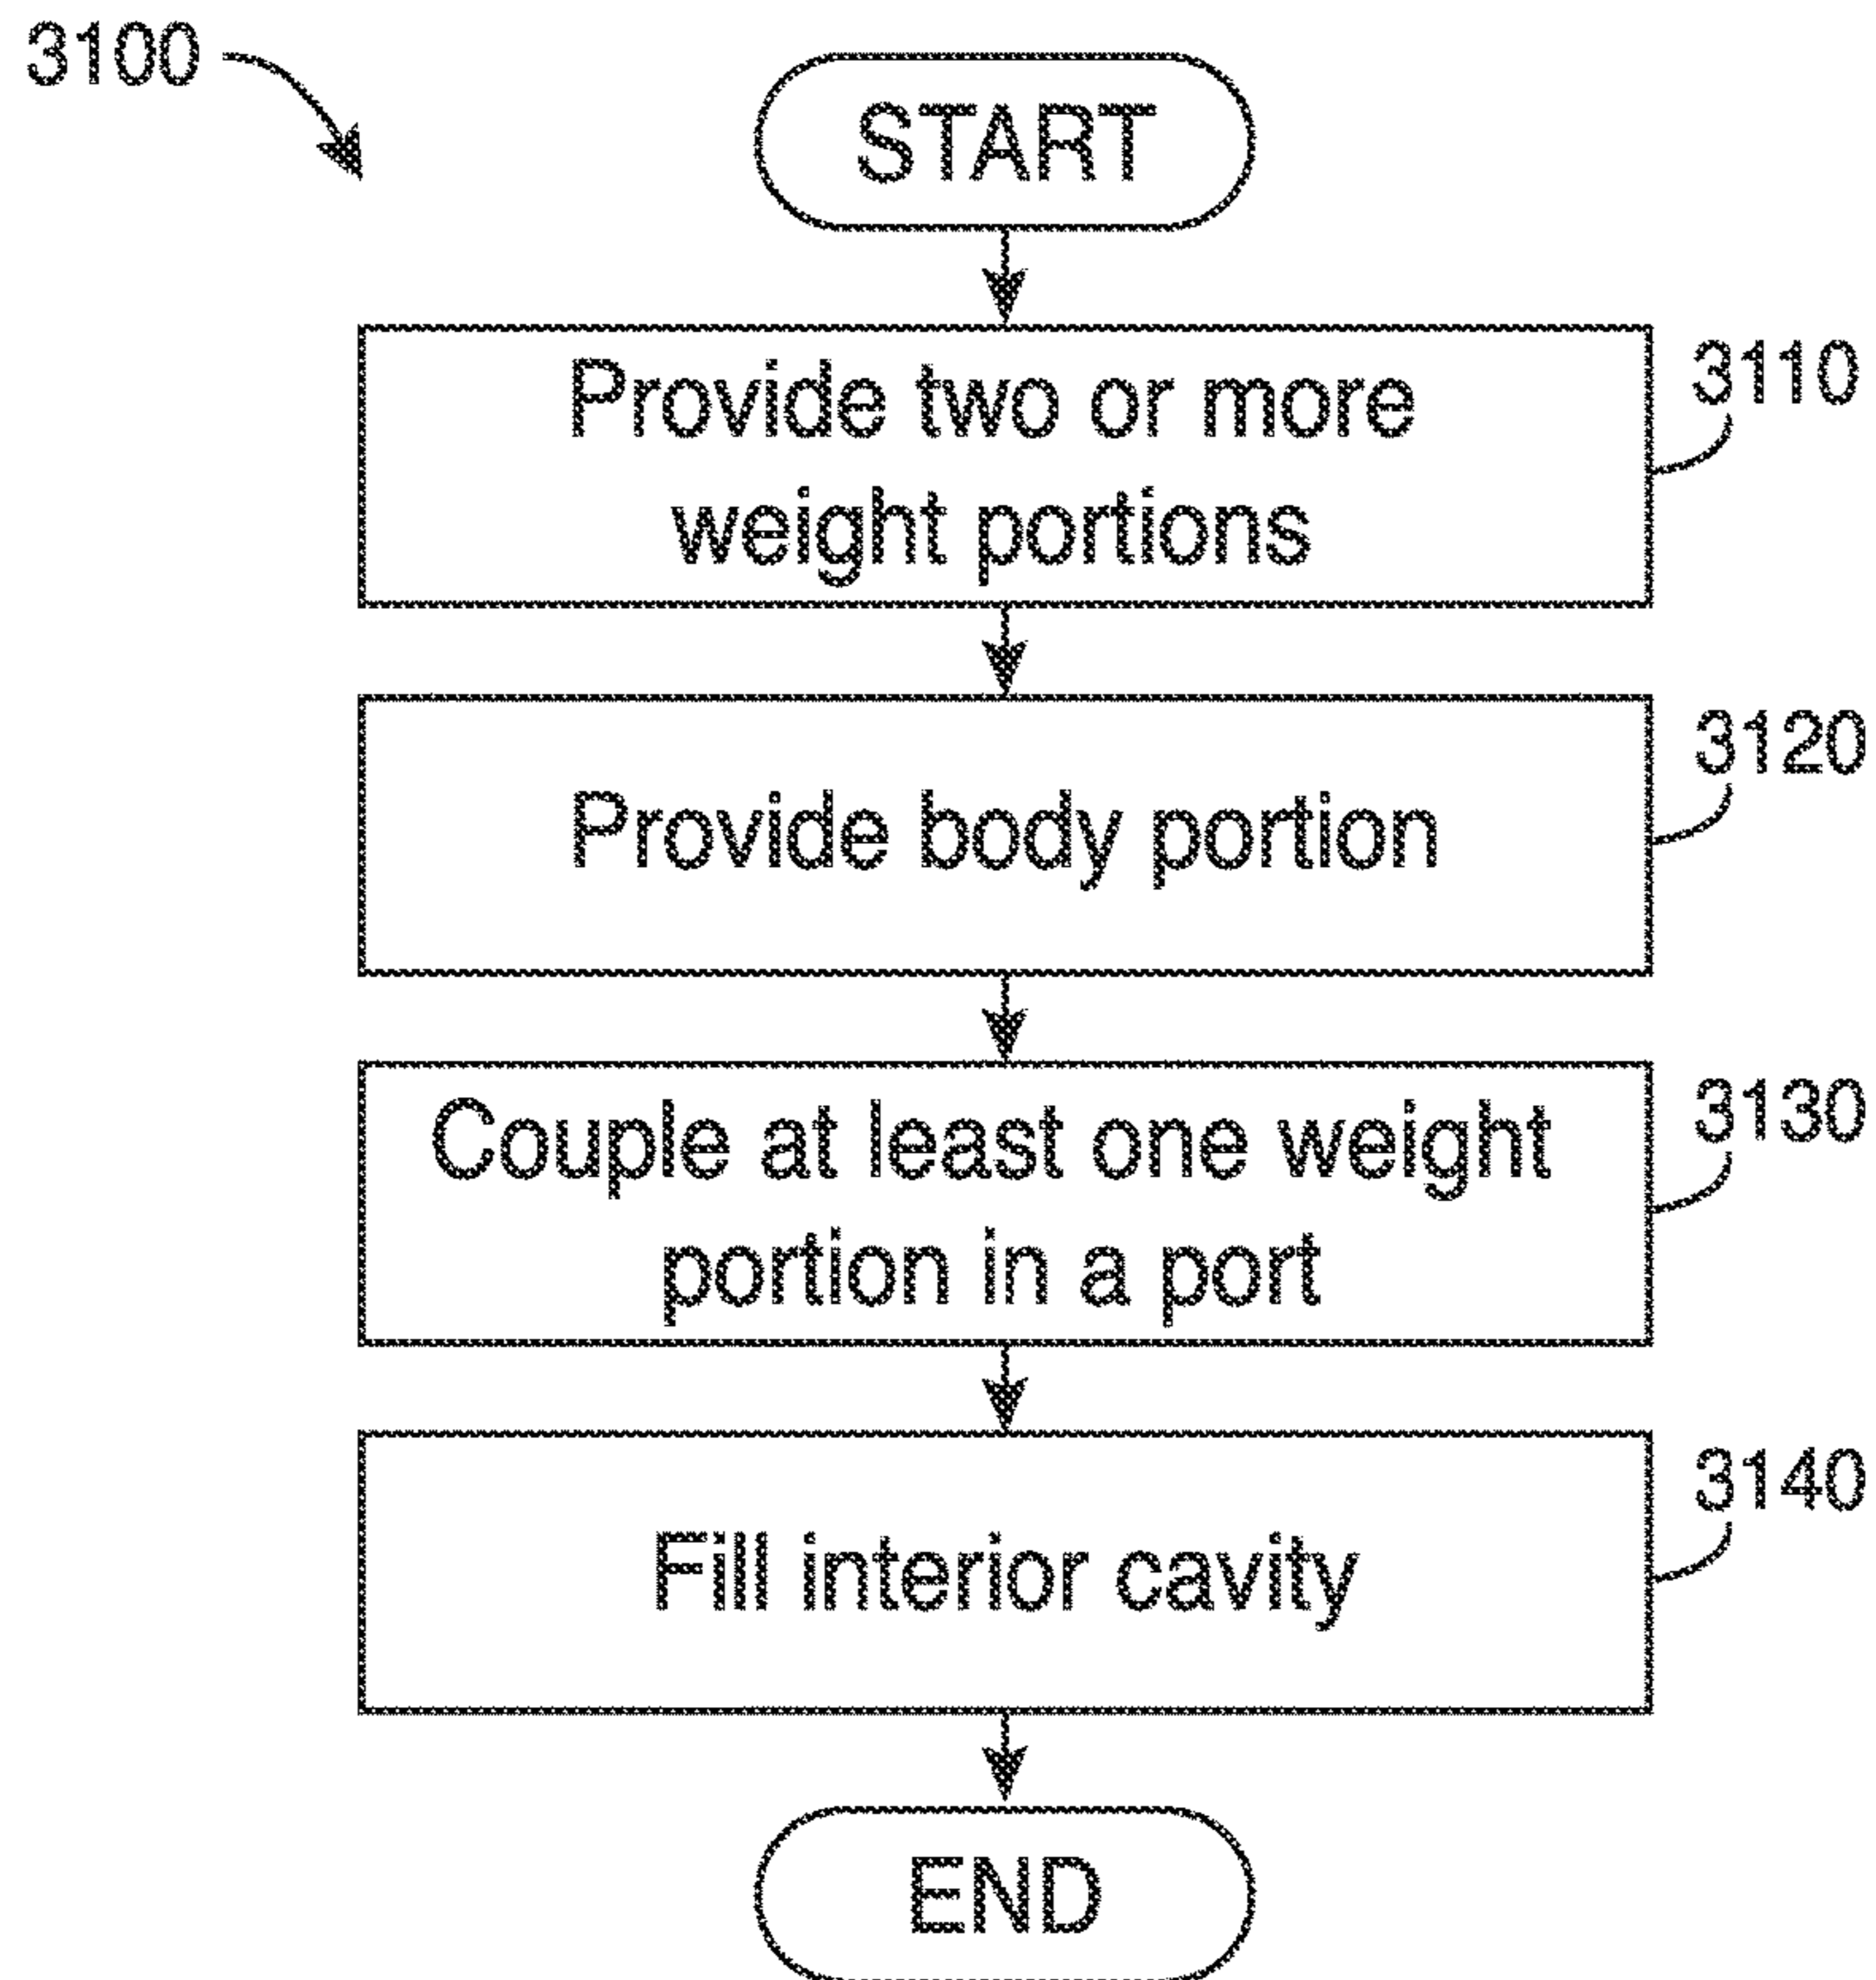 3100
START
Provide two or more
weight portions
3110
Provide body portion
3120
Couple at least one weight
portion in a port
3130
Fill interior cavity
3140
END